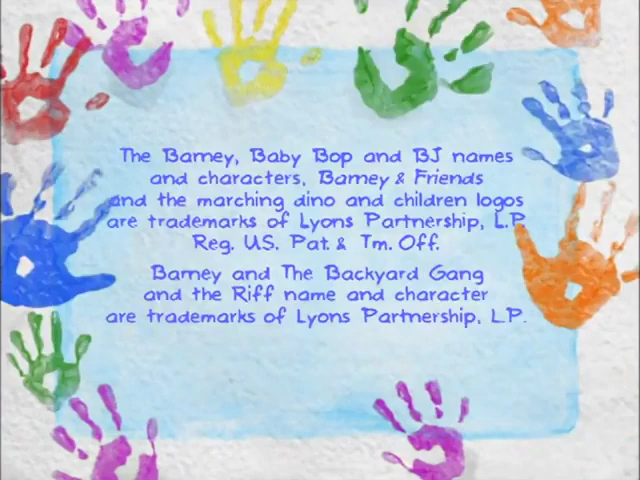 The Barney, Baby Bop and BJ names
and characters, Barney & Friends
and the marching dino and children logos
are trademarks of Lyons Partnership, L.P.
Reg. U.S. Pat. & Tm. Off.
Barney and The Backyard Gang
and the Riff name and character
are trademarks of Lyons Partnership, L.P.